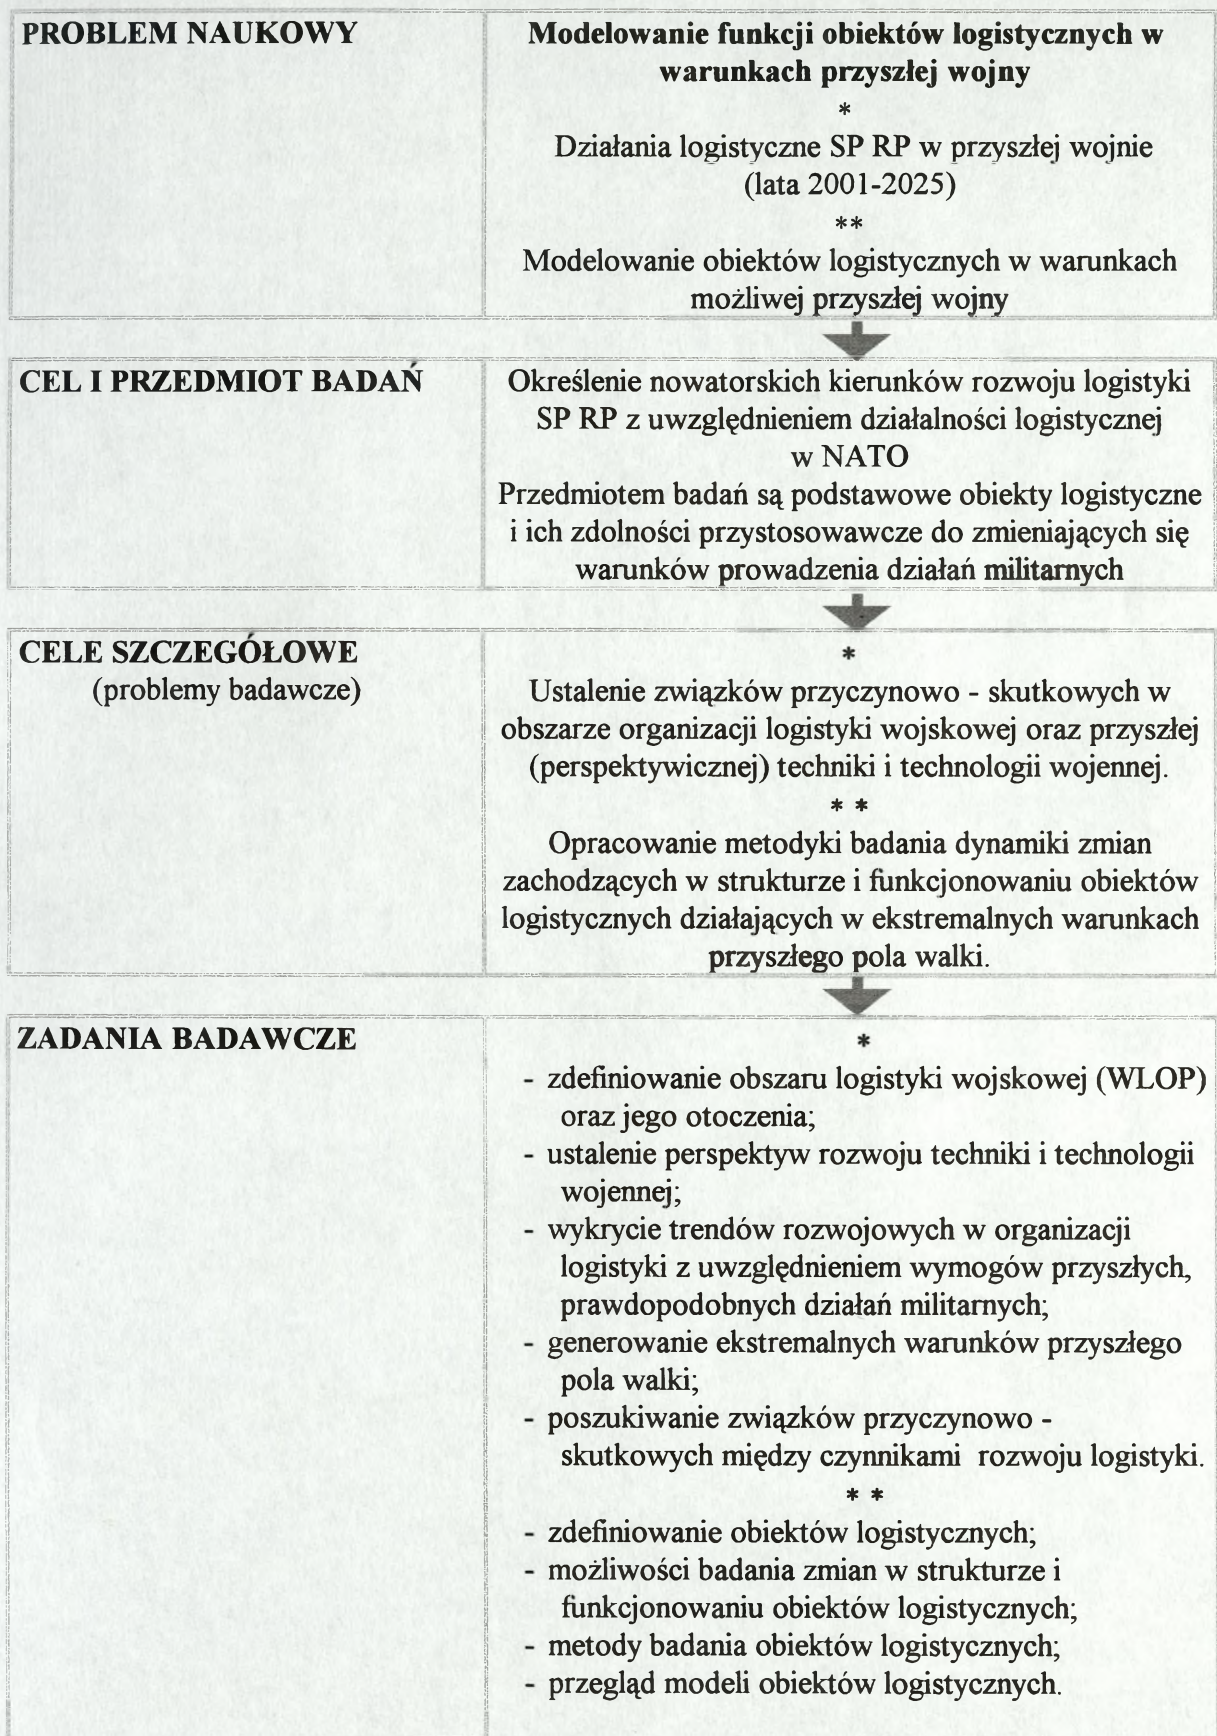 PROBLEM NAUKOWY
Modelowanie funkcji obiektów logistycznych w
warunkach przyszłej wojny
*
Działania logistyczne SP RP w przyszłej wojnie
(lata 2001-2025)
**
Modelowanie obiektów logistycznych w warunkach
możliwej przyszłej wojny
CEL I PRZEDMIOT BADAŃ
Określenie nowatorskich kierunków rozwoju logistyki
SP RP z uwzględnieniem działalności logistycznej
w NATO
Przedmiotem badań są podstawowe obiekty logistyczne
i ich zdolności przystosowawcze do zmieniających się
warunków prowadzenia działań militarnych
CELE SZCZEGÓŁOWE
(problemy badawcze)
*
Ustalenie związków przyczynowo - skutkowych w
obszarze organizacji logistyki wojskowej oraz przyszłej
(perspektywicznej) techniki i technologii wojennej.
* *
Opracowanie metodyki badania dynamiki zmian
zachodzących w strukturze i funkcjonowaniu obiektów
logistycznych działających w ekstremalnych warunkach
przyszłego pola walki.
ZADANIA BADAWCZE
*
- zdefiniowanie obszaru logistyki wojskowej (WLOP)
oraz jego otoczenia;
- ustalenie perspektyw rozwoju techniki i technologii
wojennej;
- wykrycie trendów rozwojowych w organizacji
logistyki z uwzględnieniem wymogów przyszłych,
prawdopodobnych działań militarnych;
- generowanie ekstremalnych warunków przyszłego
pola walki;
- poszukiwanie związków przyczynowo -
skutkowych między czynnikami rozwoju logistyki.
* *
- zdefiniowanie obiektów logistycznych;
- możliwości badania zmian w strukturze i
funkcjonowaniu obiektów logistycznych;
- metody badania obiektów logistycznych;
- przegląd modeli obiektów logistycznych.